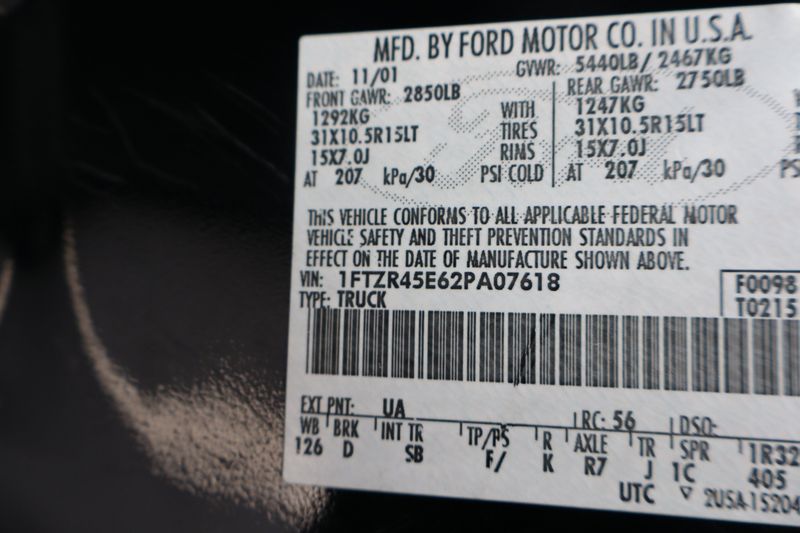 MFD. BY FORD MOTOR CO. IN U.S.A.
DATE: 11/01 GVWR: 5440LB/ 2467KG
FRONT GAWR: 2850LB REAR GAWR: 2750LB
1292KG WITH 1247KG
31X10.5R15LT TIRES 31X10.5R15LT
15X7.0J RIMS 15X7.0J
AT 207 kPa/30 PSI COLD AT 207 kPa/30 PS
THIS VEHICLE CONFORMS TO ALL APPLICABLE FEDERAL MOTOR
VEHICLE SAFETY AND THEFT PREVENTION STANDARDS IN
EFFECT ON THE DATE OF MANUFACTURE SHOWN ABOVE.
VIN: 1FTZR45E62PA07618 F0098
TYPE: TRUCK T0215
EXT PNT: UA RC: 56 DSO:
WB BRK INT TR TP/PS R AXLE TR SPR 1R32
126 D SB F/ K R7 J 1C 405
UTC ▽ 2USA-15204